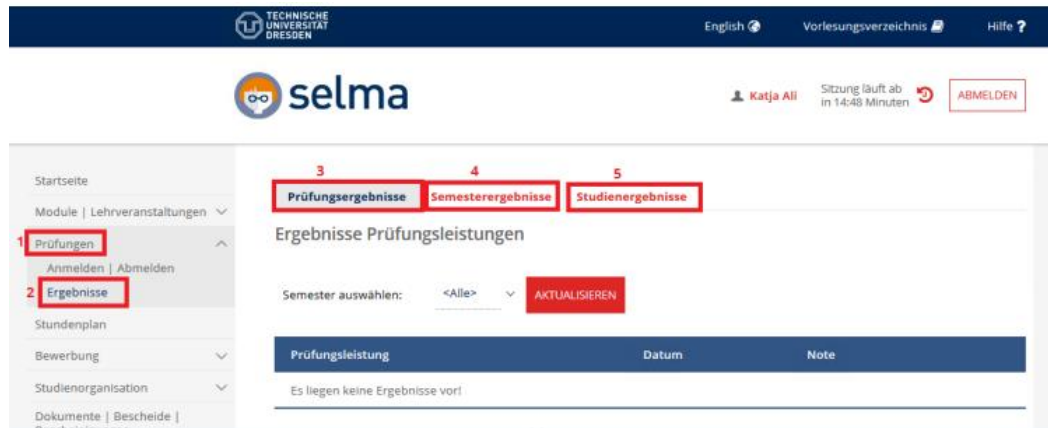 TECHNISCHE
UNIVERSITÄT
DRESDEN
English
Vorlesungsverzeichnis
Hilfe ?
selma
Katja Ali
Sitzung läuft ab
in 14:48 Minuten
ABMELDEN
Startseite
Module | Lehrveranstaltungen
1 Prüfungen
Anmelden | Abmelden
2 Ergebnisse
Stundenplan
Bewerbung
Studienorganisation
Dokumente | Bescheide |
3 4 5
Prüfungsergebnisse Semesterergebnisse Studienergebnisse
Ergebnisse Prüfungsleistungen
Semester auswählen: <Alle> AKTUALISIEREN
Prüfungsleistung Datum Note
Es liegen keine Ergebnisse vor!